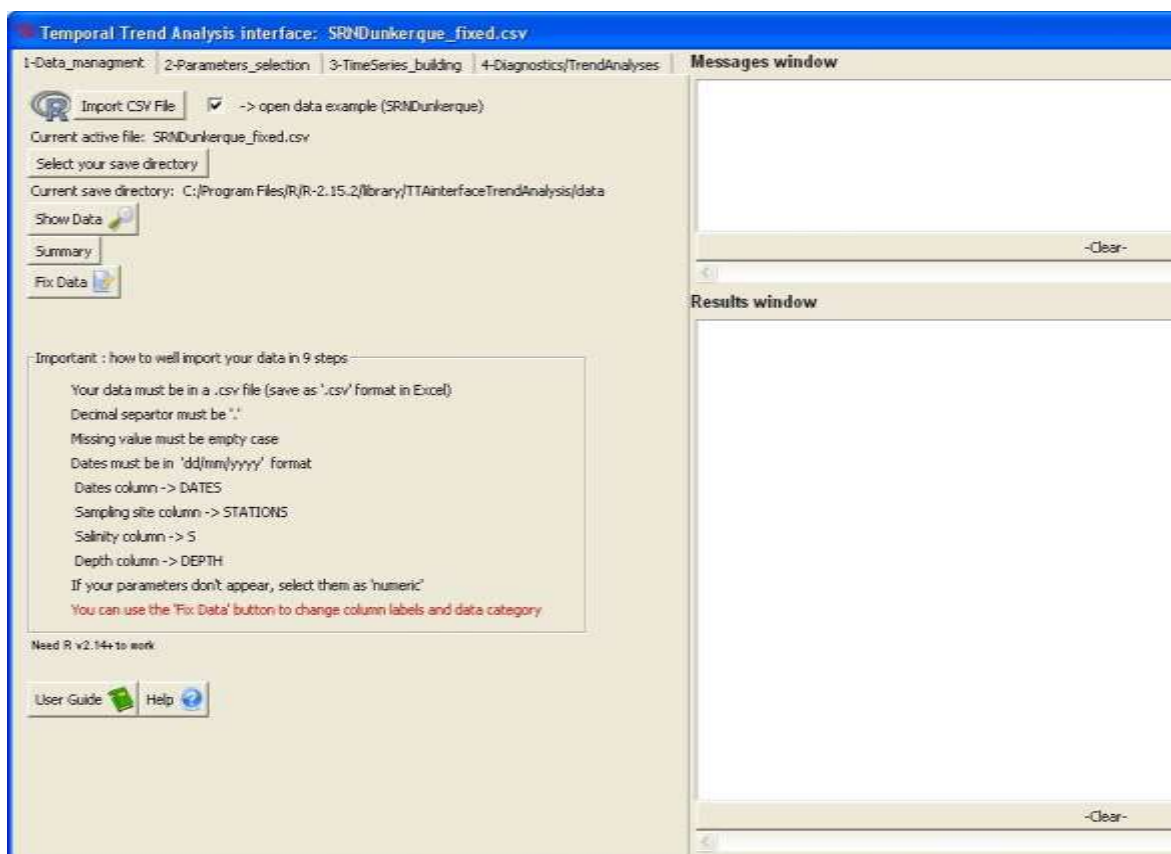 Temporal Trend Analysis interface: SRNDunkerque_fixed.csv
1-Data_managment 2-Parameters_selection 3-TimeSeries_building 4-Diagnostics/TrendAnalyses
R Import CSV File -> open data example (SRNDunkerque)
Current active file: SRNDunkerque_fixed.csv
Select your save directory
Current save directory: C:/Program Files/R/R-2.15.2/library/TTAinterfaceTrendAnalysis/data
Show Data
Summary
Fix Data
Important : how to well import your data in 9 steps
Your data must be in a .csv file (save as '.csv' format in Excel)
Decimal separtor must be '.'
Missing value must be empty case
Dates must be in 'dd/mm/yyyy' format
Dates column -> DATES
Sampling site column -> STATIONS
Salinity column -> S
Depth column -> DEPTH
If your parameters don't appear, select them as 'numeric'
You can use the 'Fix Data' button to change column labels and data category
Need R v2.14+ to work
User Guide Help ?
Messages window
-Clear-
Results window
-Clear-